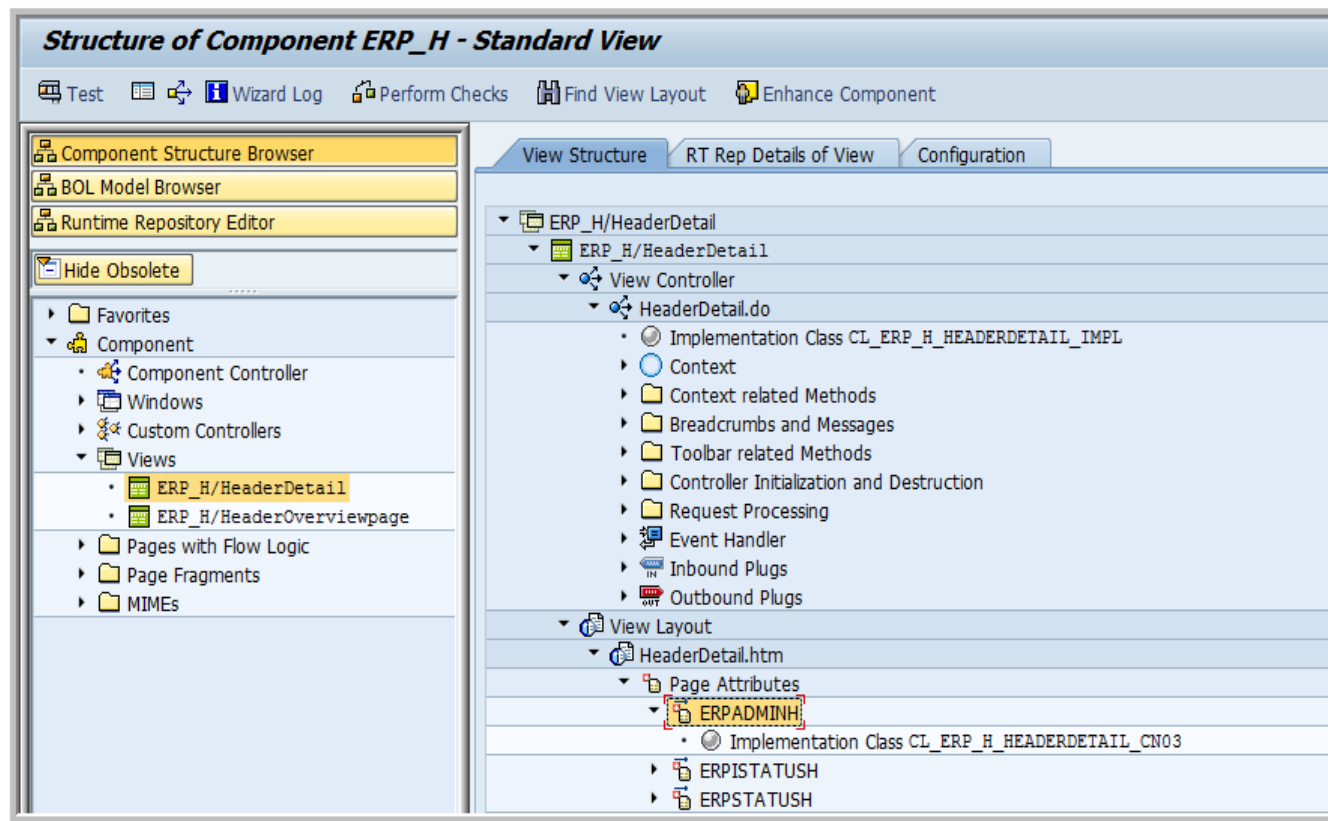 Structure of Component ERP_H - Standard View
Test Wizard Log Perform Checks Find View Layout Enhance Component
Component Structure Browser
BOL Model Browser
Runtime Repository Editor
Hide Obsolete
Favorites
Component
Component Controller
Windows
Custom Controllers
Views
ERP_H/HeaderDetail
ERP_H/HeaderOverviewpage
Pages with Flow Logic
Page Fragments
MIMEs
View Structure RT Rep Details of View Configuration
ERP_H/HeaderDetail
ERP_H/HeaderDetail
View Controller
HeaderDetail.do
Implementation Class CL_ERP_H_HEADERDETAIL_IMPL
Context
Context related Methods
Breadcrumbs and Messages
Toolbar related Methods
Controller Initialization and Destruction
Request Processing
Event Handler
IN Inbound Plugs
OUT Outbound Plugs
View Layout
HeaderDetail.htm
Page Attributes
ERPADMINH
Implementation Class CL_ERP_H_HEADERDETAIL_CN03
ERPISTATUSH
ERPSTATUSH